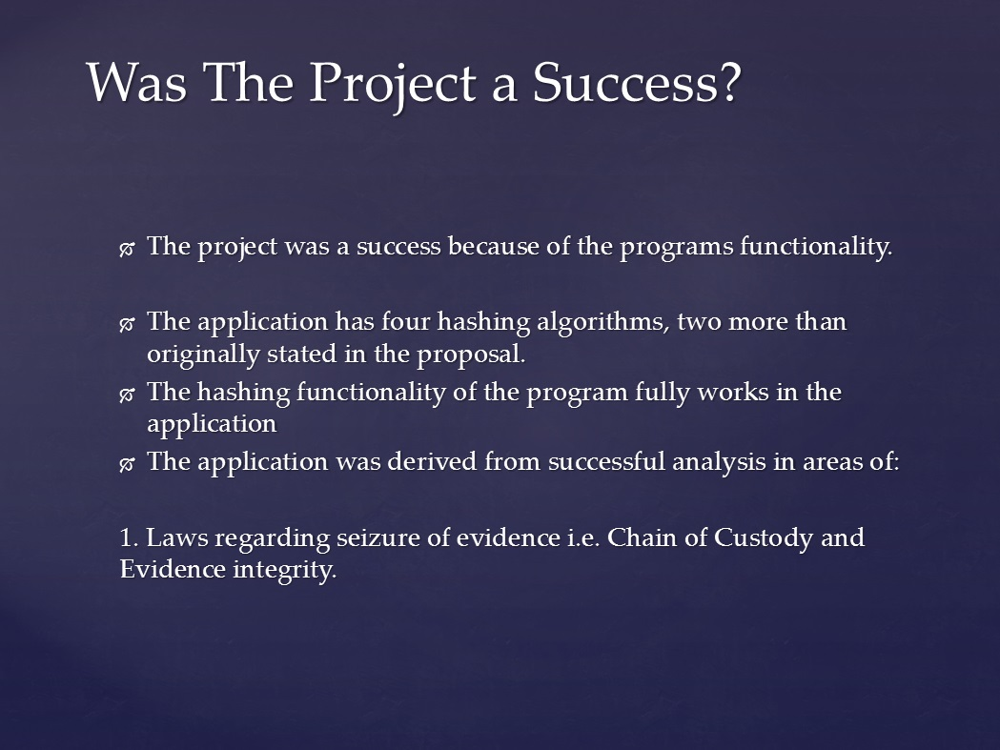 Was The Project a Success?
The project was a success because of the programs functionality.
The application has four hashing algorithms, two more than
originally stated in the proposal.
The hashing functionality of the program fully works in the
application
The application was derived from successful analysis in areas of:
1. Laws regarding seizure of evidence i.e. Chain of Custody and
Evidence integrity.